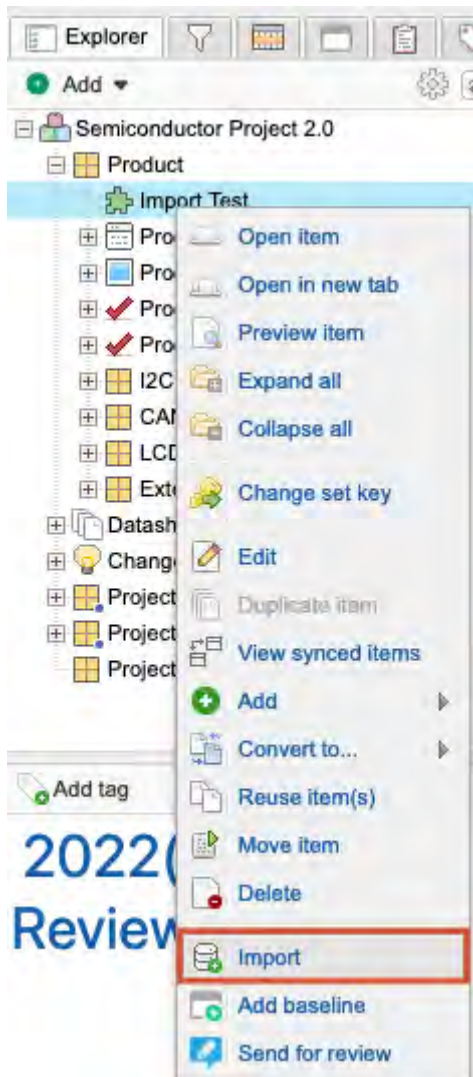 Explorer
Add
Semiconductor Project 2.0
Product
Import Test
Pro
Open item
Pro
Open in new tab
Pro
Preview item
Pro
I2C
Expand all
CAN
Collapse all
LCD
Exte
Change set key
Datash
Change
Edit
Project
Duplicate item
Project
View synced items
Project
Add
Convert to...
Add tag
Reuse item(s)
2022(
Move item
Delete
Review
Import
Add baseline
Send for review